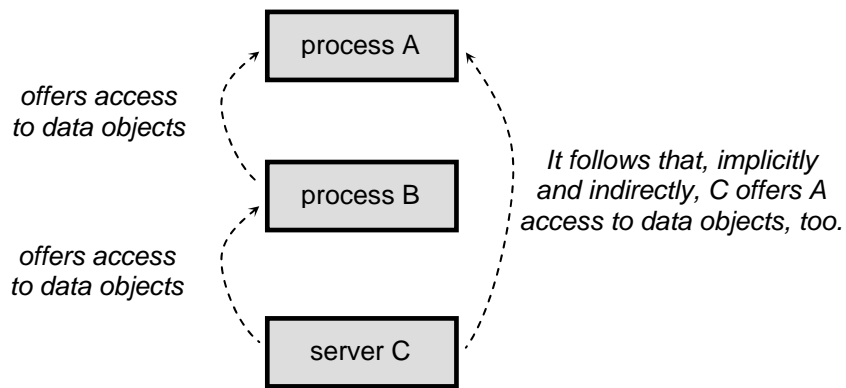 process A
offers access
to data objects
process B
It follows that, implicitly
and indirectly, C offers A
access to data objects, too.
offers access
to data objects
server C